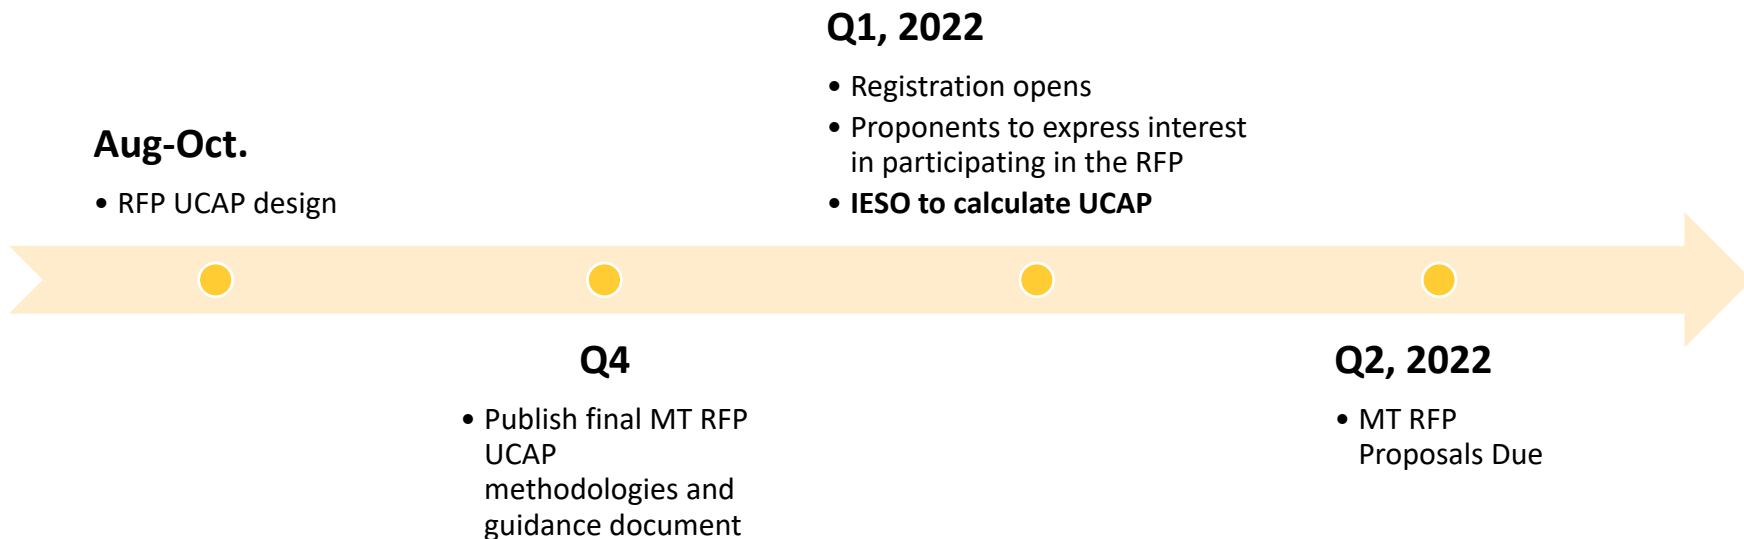 Aug-Oct.
• RFP UCAP design
Q4
• Publish final MT RFP
UCAP
methodologies and
guidance document
Q1, 2022
• Registration opens
• Proponents to express interest
in participating in the RFP
• IESO to calculate UCAP
Q2, 2022
• MT RFP
Proposals Due